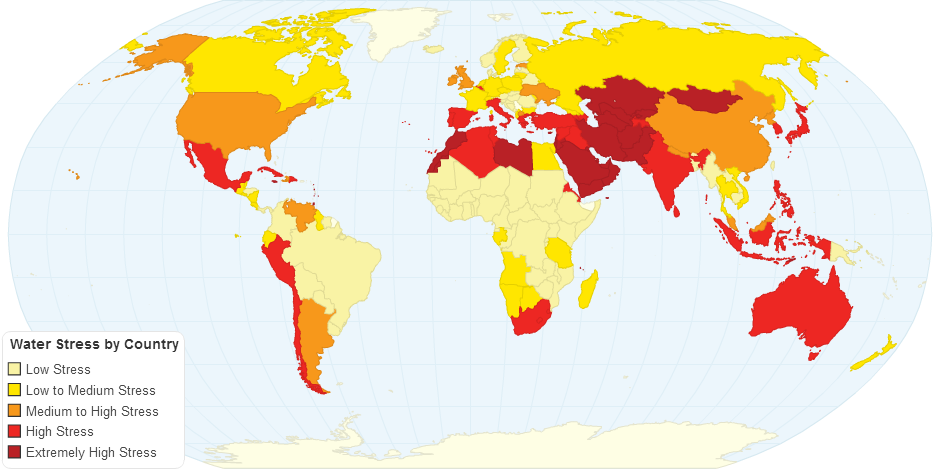 Water Stress by Country
Low Stress
Low to Medium Stress
Medium to High Stress
High Stress
Extremely High Stress